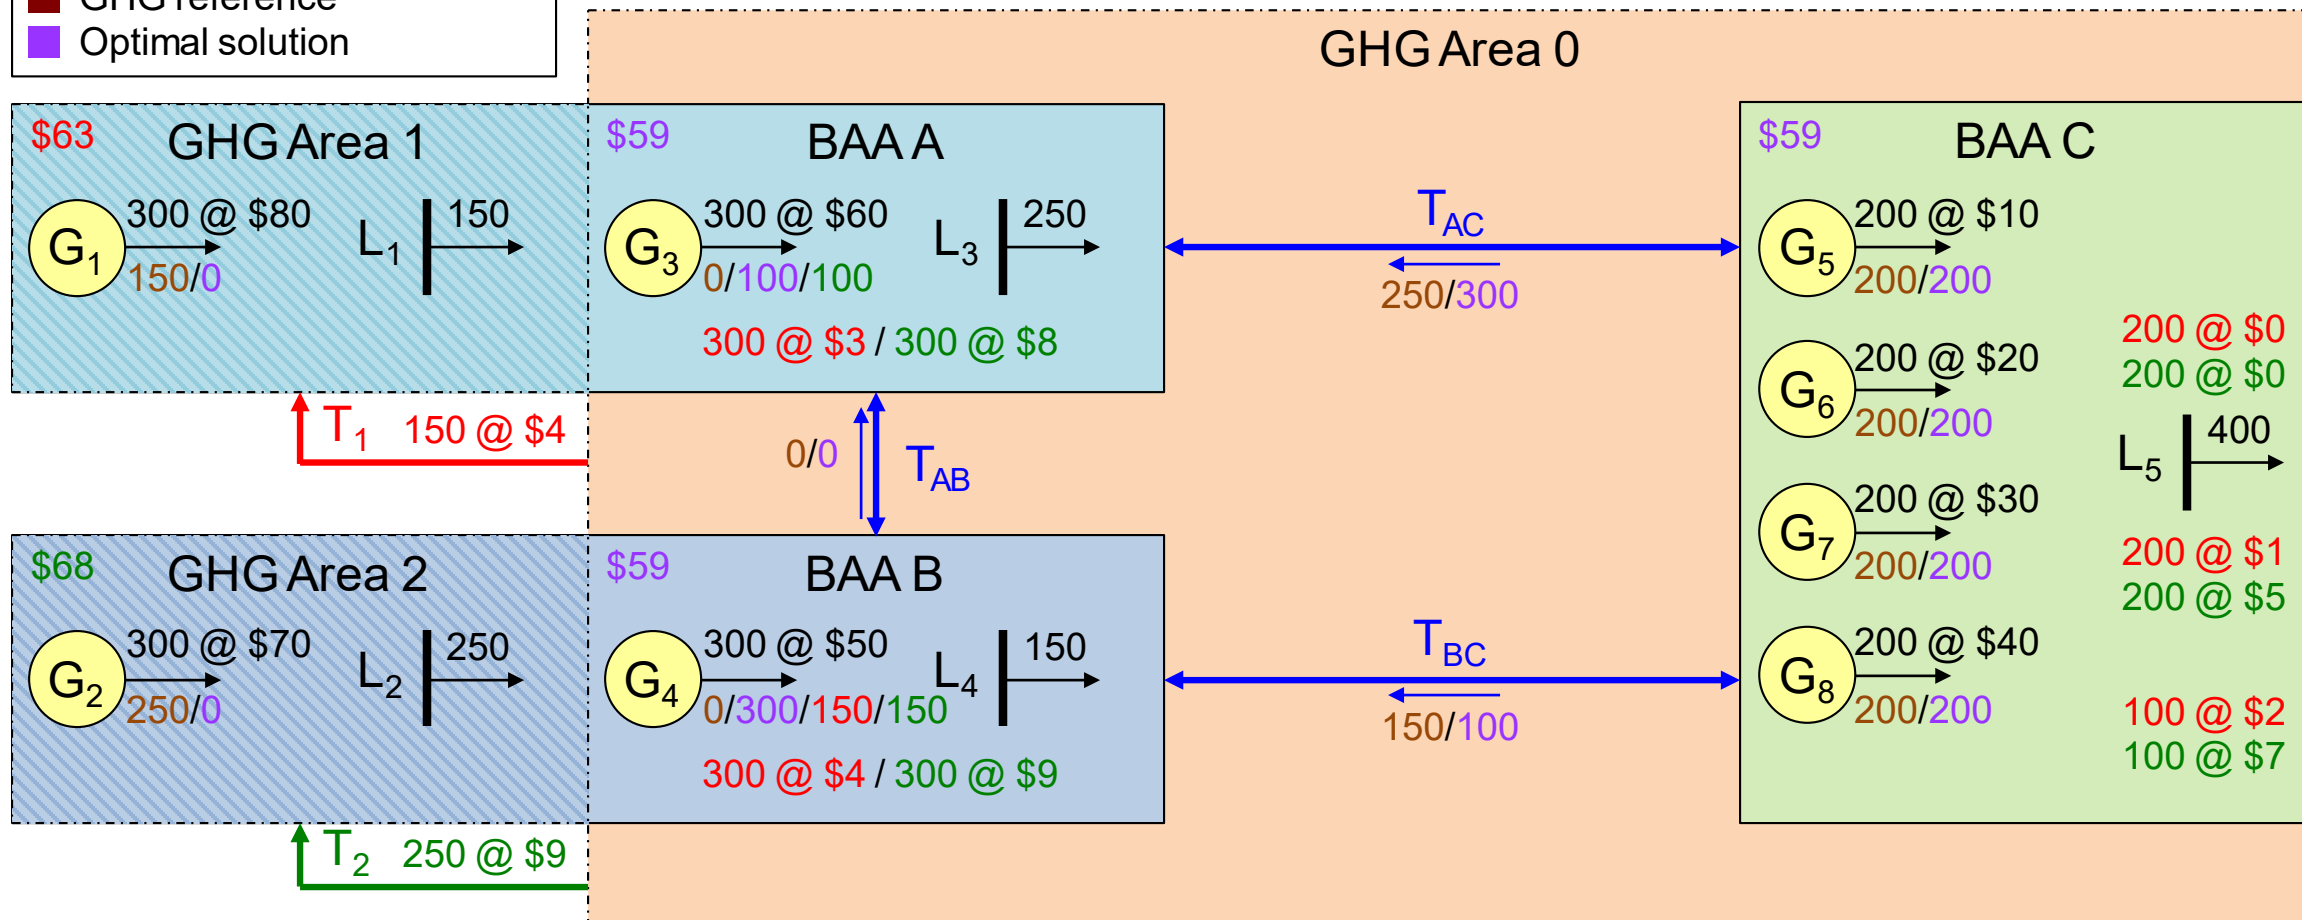 GHG reference
Optimal solution
GHG Area 0
$63
GHG Area 1
G1
300 @ $80
150/0
L1
150
T1
150 @ $4
$59
BAA A
G3
300 @ $60
0/100/100
L3
250
300 @ $3 / 300 @ $8
TAC
250/300
0/0
TAB
$68
GHG Area 2
G2
300 @ $70
250/0
L2
250
T2
250 @ $9
$59
BAA B
G4
300 @ $50
0/300/150/150
L4
150
300 @ $4 / 300 @ $9
TBC
150/100
$59
BAA C
G5
200 @ $10
200/200
200 @ $0
200 @ $0
G6
200 @ $20
200/200
L5
400
G7
200 @ $30
200/200
200 @ $1
200 @ $5
G8
200 @ $40
200/200
100 @ $2
100 @ $7